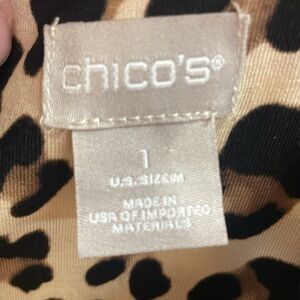 chico's®
1
U.S. SIZE M
MADE IN
USA OF IMPORTED
MATERIALS